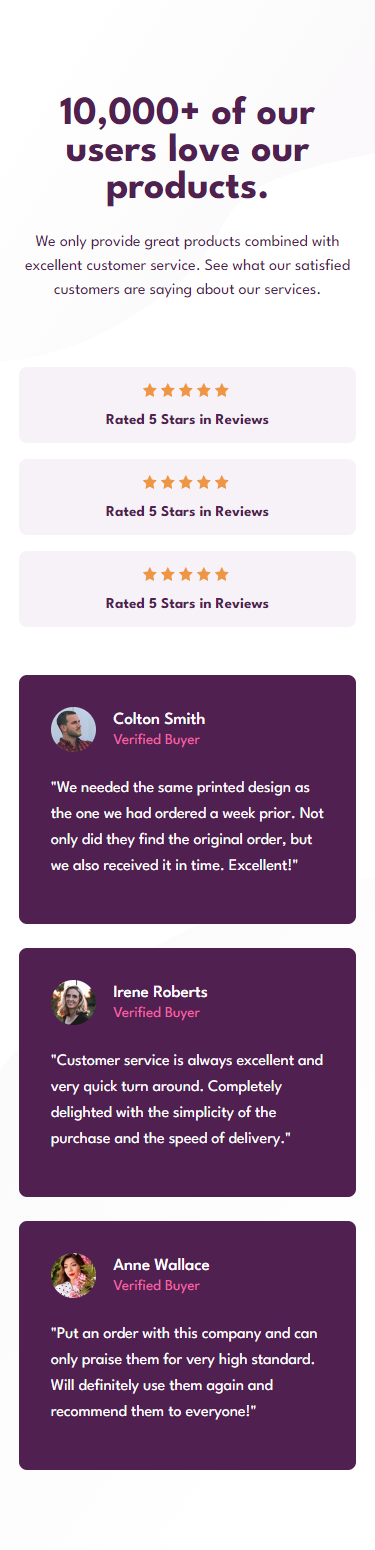 10,000+ of our
users love our
products.
We only provide great products combined with
excellent customer service. See what our satisfied
customers are saying about our services.
Rated 5 Stars in Reviews
Rated 5 Stars in Reviews
Rated 5 Stars in Reviews
Colton Smith
Verified Buyer
"We needed the same printed design as
the one we had ordered a week prior. Not
only did they find the original order, but
we also received it in time. Excellent!"
Irene Roberts
Verified Buyer
"Customer service is always excellent and
very quick turn around. Completely
delighted with the simplicity of the
purchase and the speed of delivery."
Anne Wallace
Verified Buyer
"Put an order with this company and can
only praise them for very high standard.
Will definitely use them again and
recommend them to everyone!"